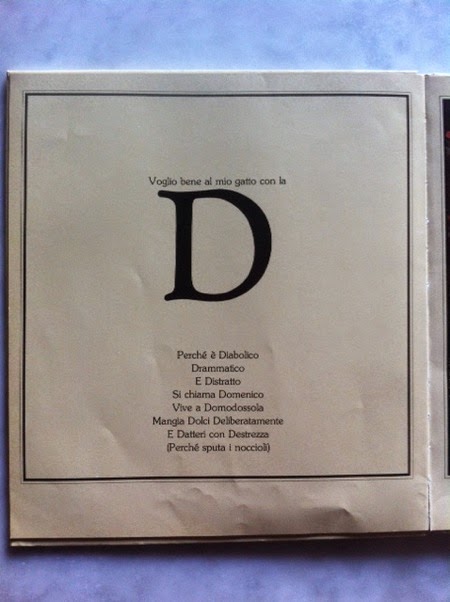 Voglio bene al mio gatto con la
D
Perché è Diabolico
Drammatico
E Distratto
Si chiama Domenico
Vive a Domodossola
Mangia Dolci Deliberatamente
E Datteri con Destrezza
(Perché sputa i noccioli)